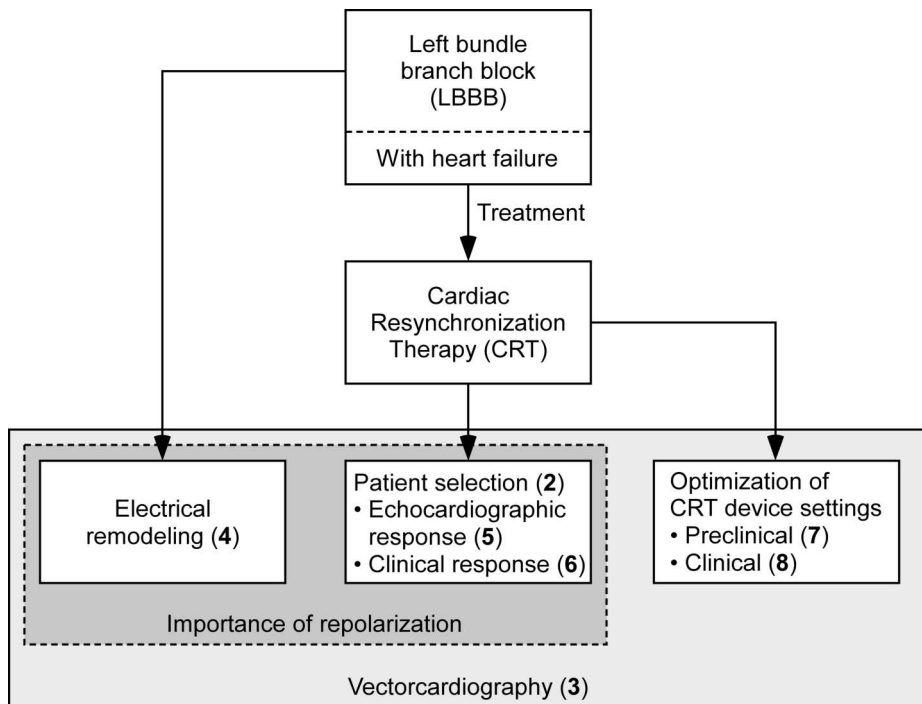 Left bundle
branch block
(LBBB)
With heart failure
Treatment
Cardiac
Resynchronization
Therapy (CRT)
Electrical
remodeling (4)
Patient selection (2)
• Echocardiographic
response (5)
• Clinical response (6)
Optimization of
CRT device settings
• Preclinical (7)
• Clinical (8)
Importance of repolarization
Vectorcardiography (3)